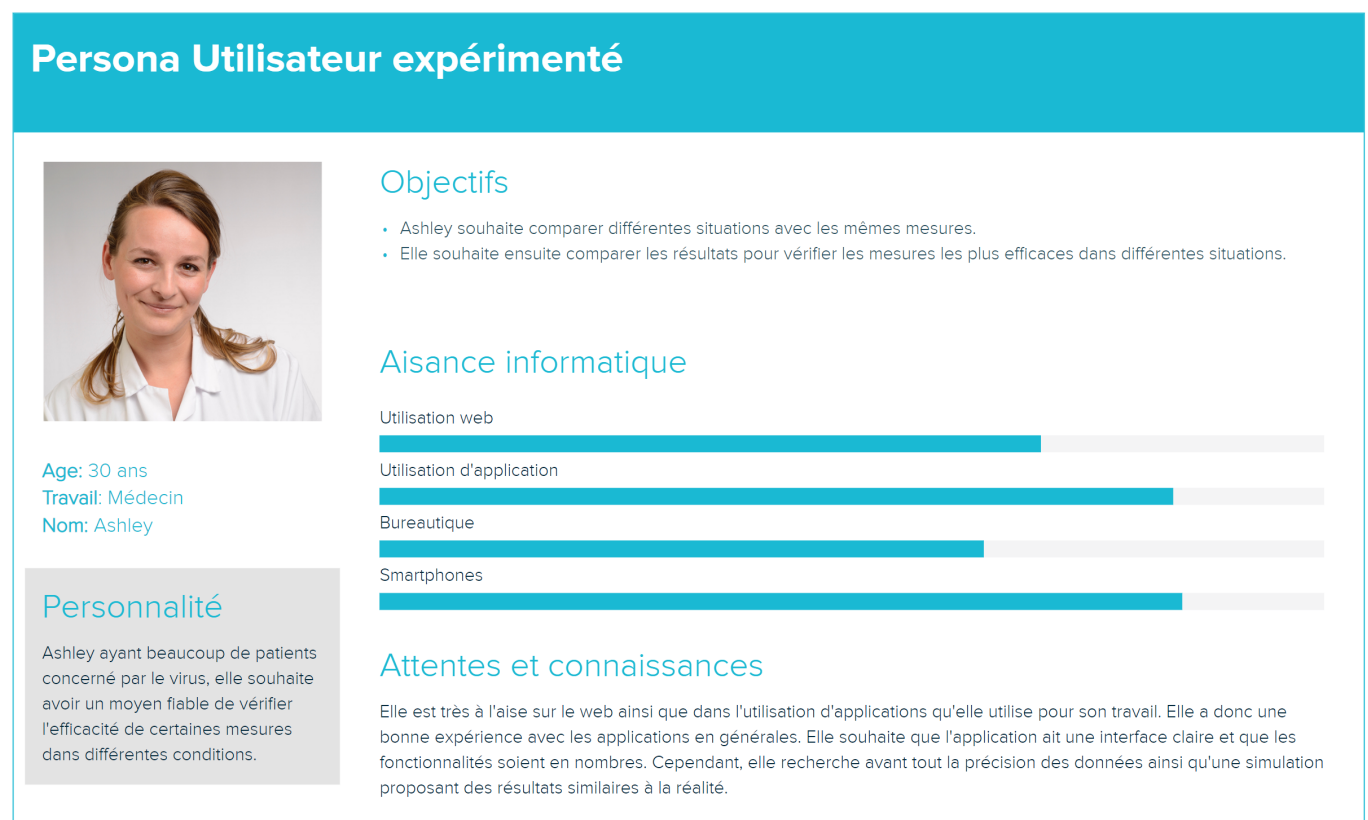 Persona Utilisateur expérimenté
Age: 30 ans
Travail: Médecin
Nom: Ashley
Personnalité
Ashley ayant beaucoup de patients
concerné par le virus, elle souhaite
avoir un moyen fiable de vérifier
l'efficacité de certaines mesures
dans différentes conditions.
Objectifs
• Ashley souhaite comparer différentes situations avec les mêmes mesures.
• Elle souhaite ensuite comparer les résultats pour vérifier les mesures les plus efficaces dans différentes situations.
Aisance informatique
Utilisation web
Utilisation d'application
Bureautique
Smartphones
Attentes et connaissances
Elle est très à l'aise sur le web ainsi que dans l'utilisation d'applications qu'elle utilise pour son travail. Elle a donc une
bonne expérience avec les applications en générales. Elle souhaite que l'application ait une interface claire et que les
fonctionnalités soient en nombres. Cependant, elle recherche avant tout la précision des données ainsi qu'une simulation
proposant des résultats similaires à la réalité.